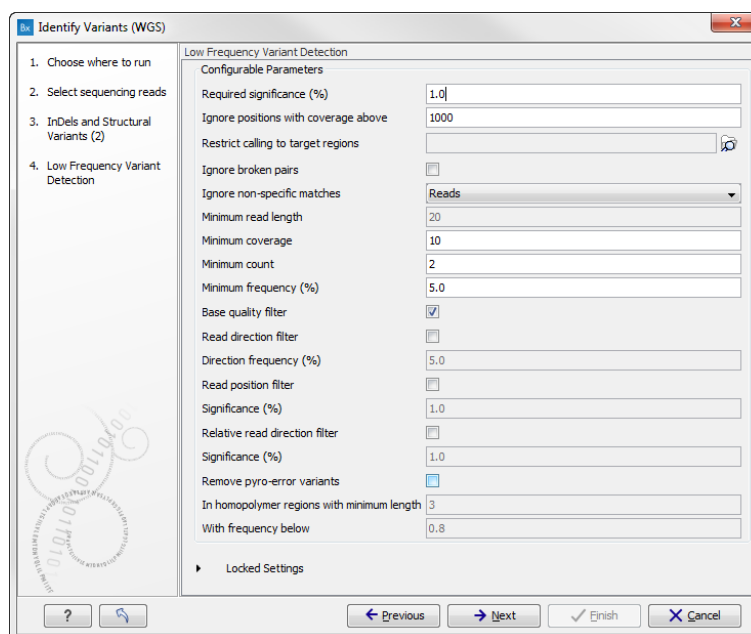 Bx Identify Variants (WGS)
1. Choose where to run
2. Select sequencing reads
3. InDels and Structural
Variants (2)
4. Low Frequency Variant
Detection
Low Frequency Variant Detection
Configurable Parameters
Required significance (%) 1.0
Ignore positions with coverage above 1000
Restrict calling to target regions
Ignore broken pairs
Ignore non-specific matches Reads
Minimum read length 20
Minimum coverage 10
Minimum count 2
Minimum frequency (%) 5.0
Base quality filter
Read direction filter
Direction frequency (%) 5.0
Read position filter
Significance (%) 1.0
Relative read direction filter
Significance (%) 1.0
Remove pyro-error variants
In homopolymer regions with minimum length 3
With frequency below 0.8
Locked Settings
? Previous Next Finish Cancel